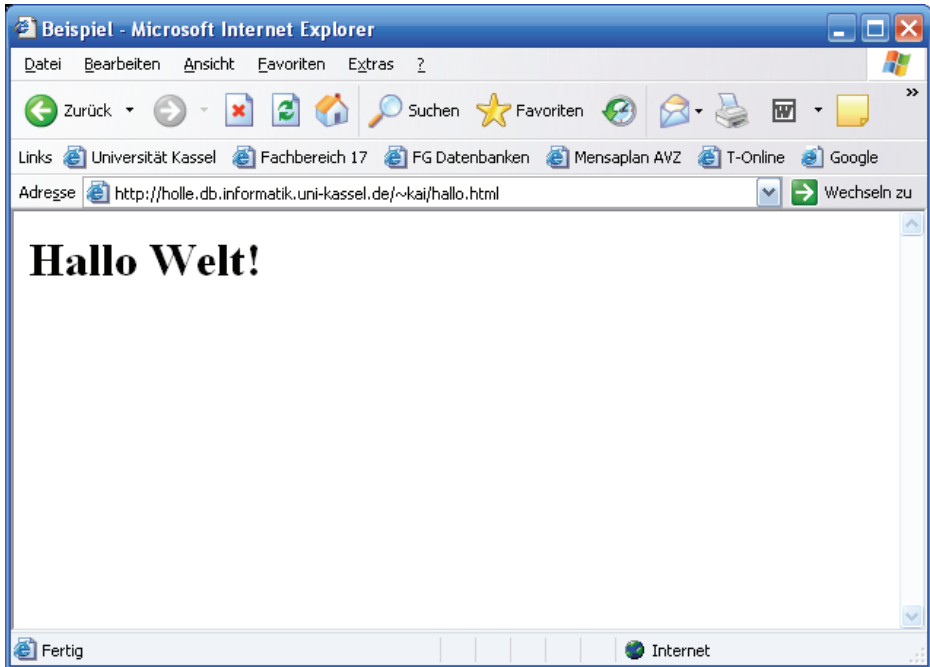 Beispiel - Microsoft Internet Explorer
Datei Bearbeiten Ansicht Favoriten Extras ?
Zurück Suchen Favoriten W »
Links Universität Kassel Fachbereich 17 FG Datenbanken Mensaplan AVZ T-Online Google
Adresse http://holle.db.informatik.uni-kassel.de/~kai/hallo.html Wechseln zu
Hallo Welt!
Fertig Internet